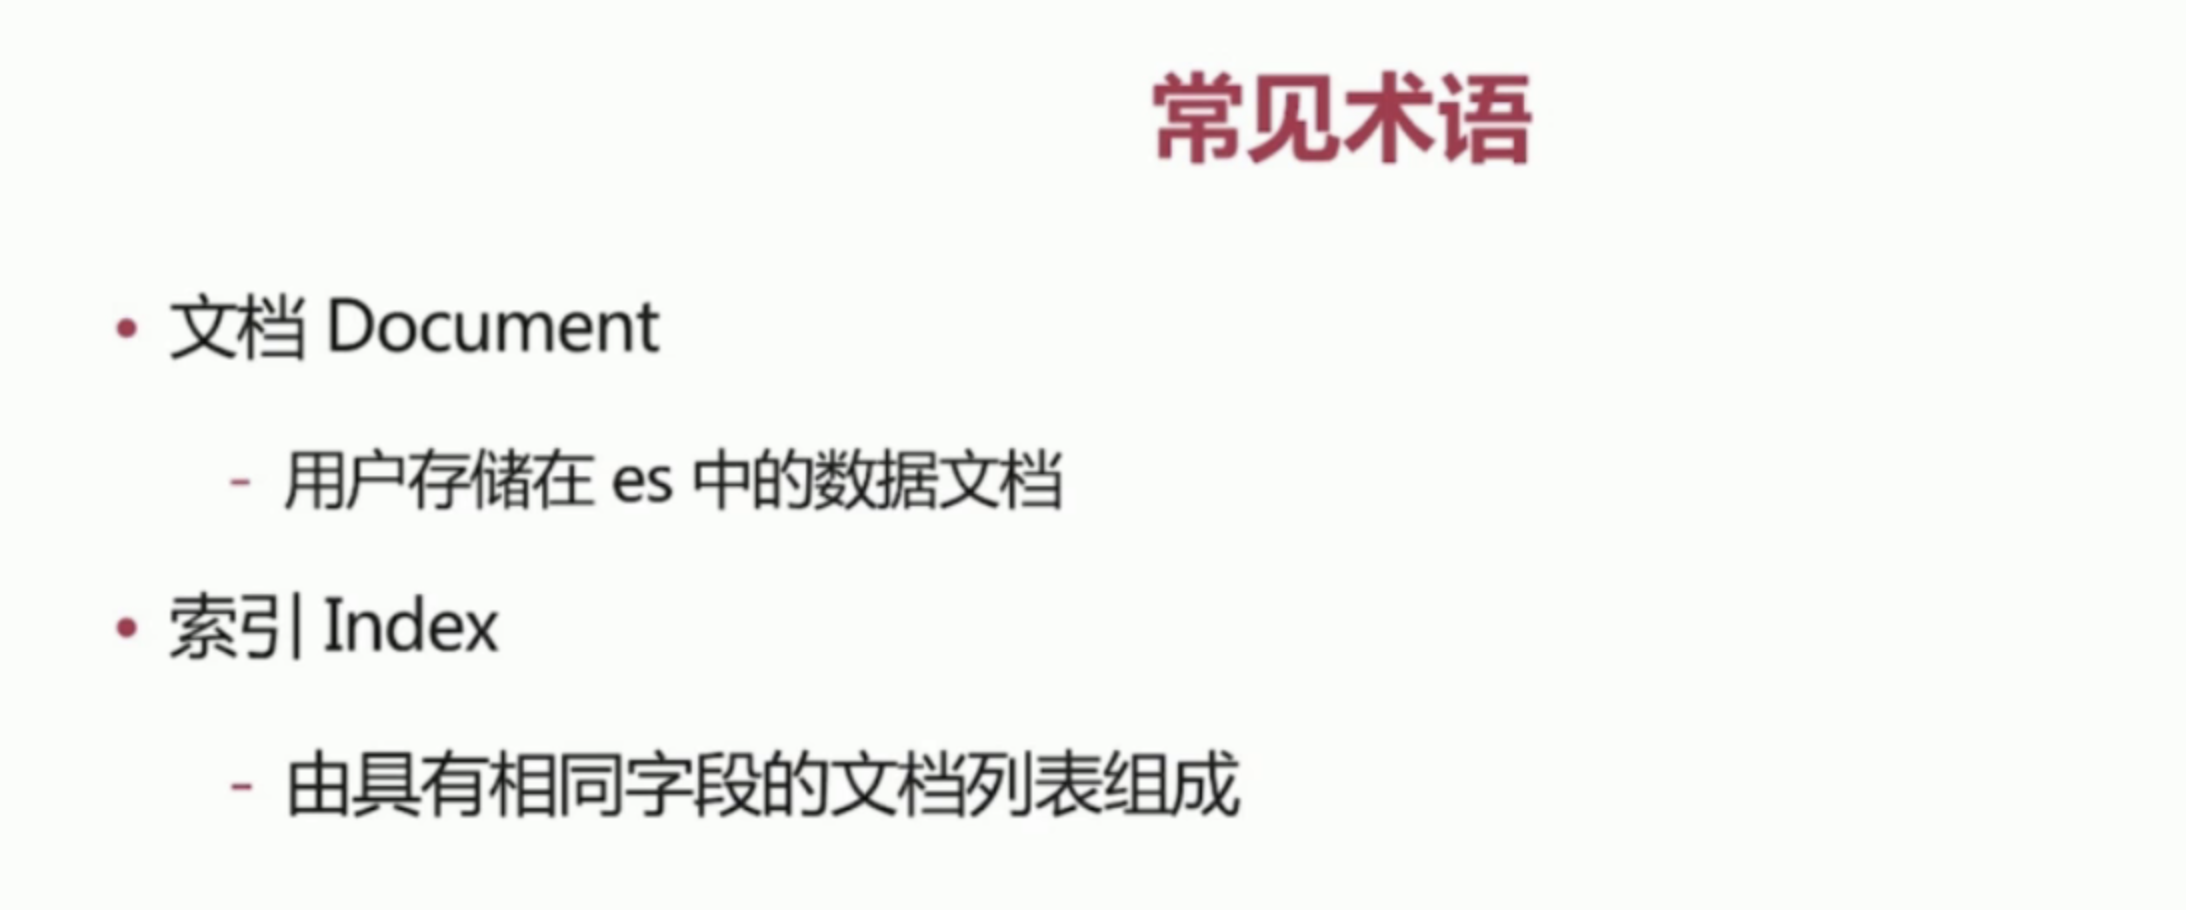 常见术语
• 文档 Document
- 用户存储在 es 中的数据文档
• 索引 Index
- 由具有相同字段的文档列表组成